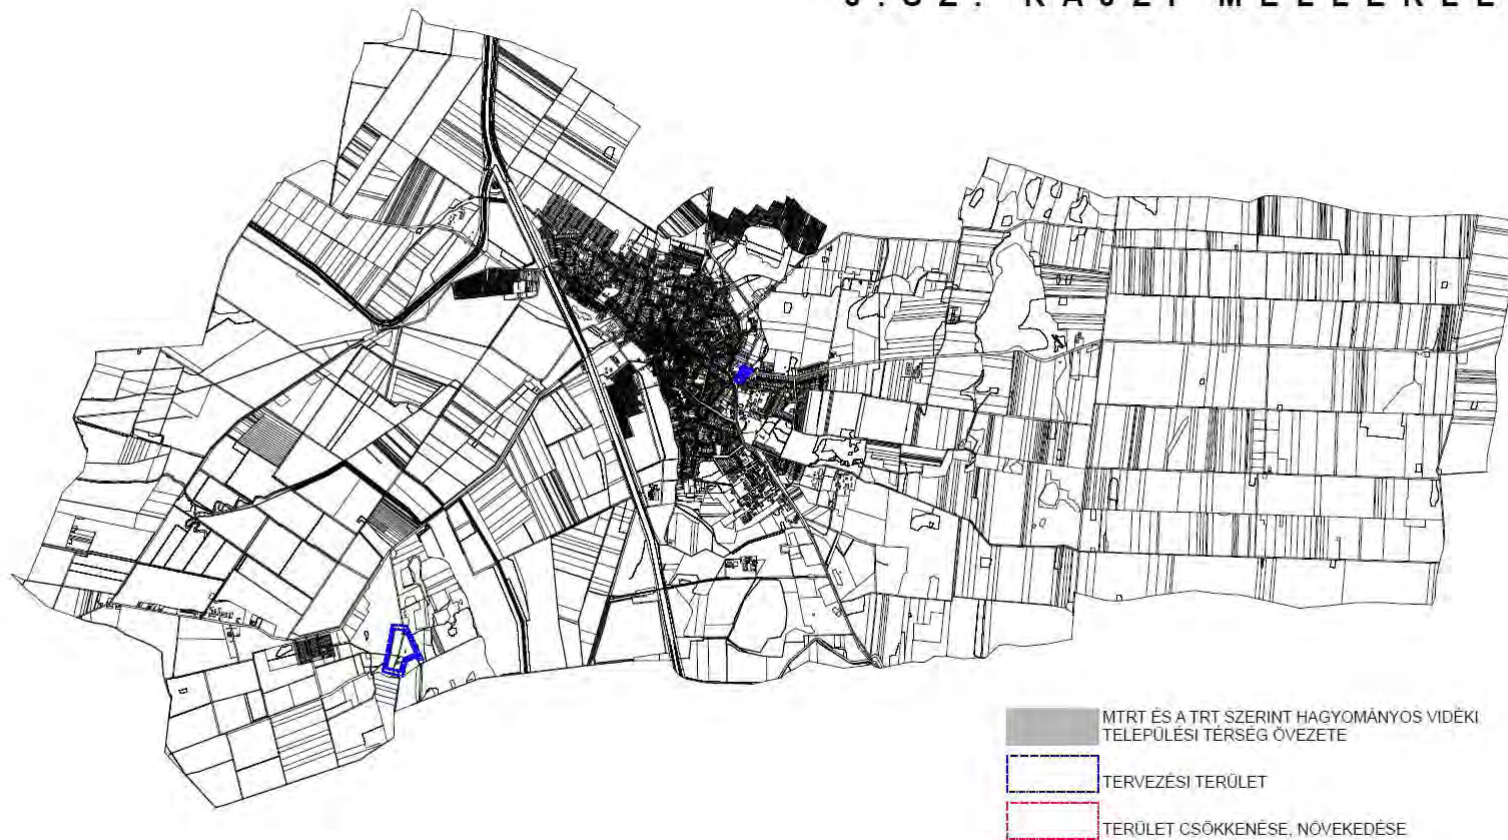 MTRT ÉS A TRT SZERINT HAGYOMÁNYOS VIDÉKI
TELEPÜLÉSI TÉRSÉG ÖVEZETE
TERVEZÉSI TERÜLET
TERÜLET CSÖKKENÉSE, NÖVEKEDÉSE